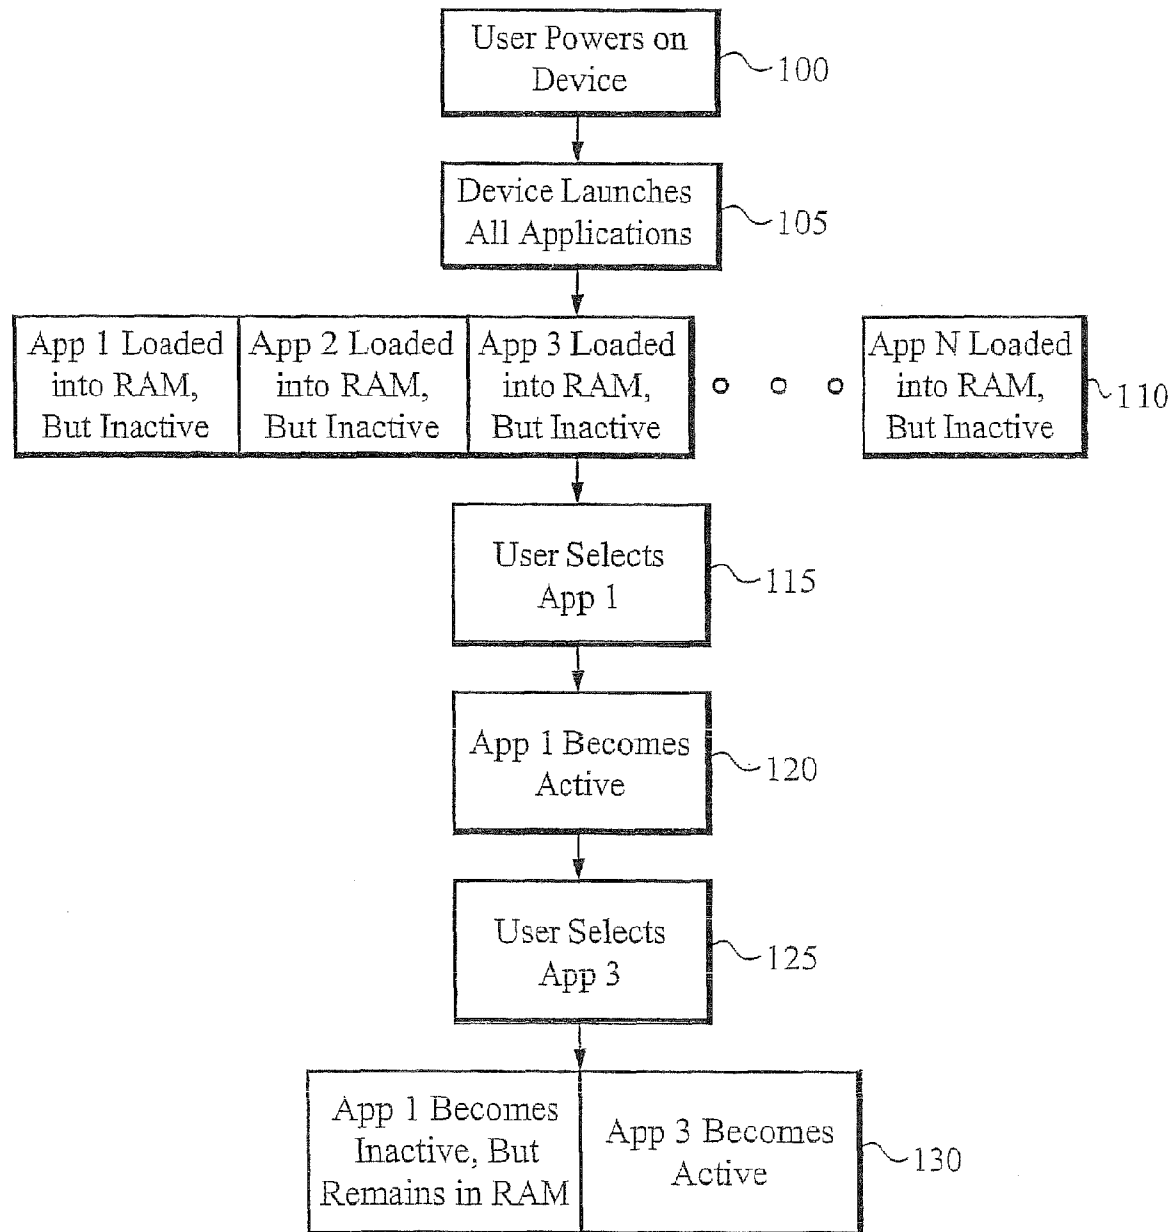 User Powers on
Device
100
Device Launches
All Applications
105
App 1 Loaded
into RAM,
But Inactive
App 2 Loaded
into RAM,
But Inactive
App 3 Loaded
into RAM,
But Inactive
App N Loaded
into RAM,
But Inactive
110
User Selects
App 1
115
App 1 Becomes
Active
120
User Selects
App 3
125
App 1 Becomes
Inactive, But
Remains in RAM
App 3 Becomes
Active
130